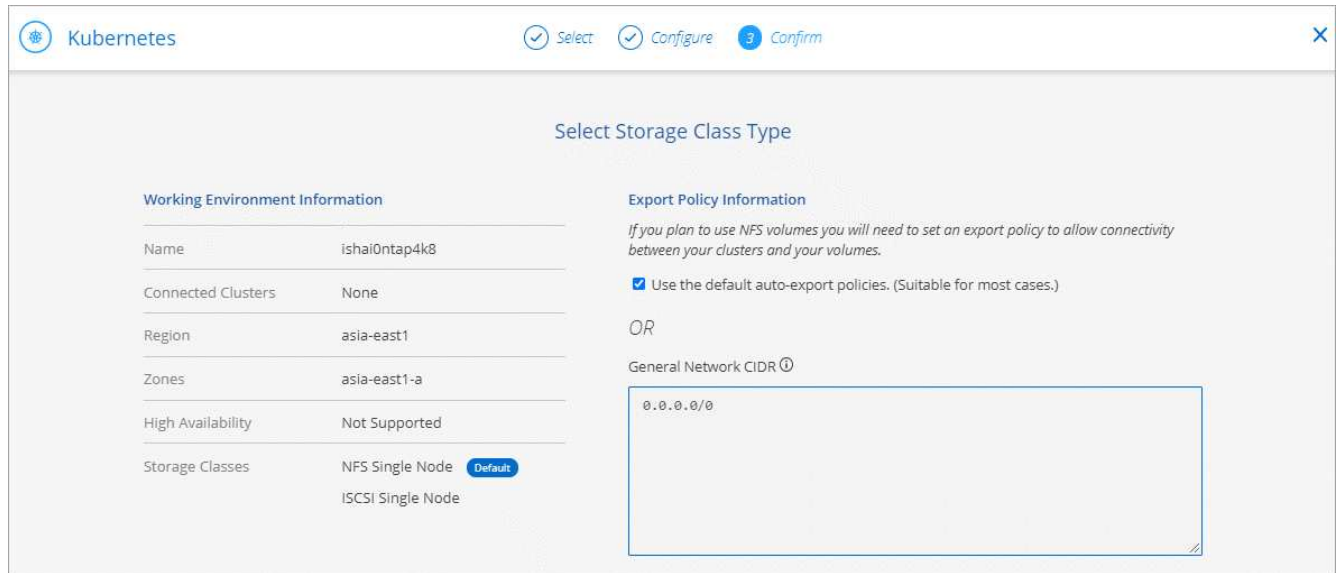 Kubernetes
Select
Configure
3 Confirm
Select Storage Class Type
Working Environment Information
Name ishai0ntap4k8
Connected Clusters None
Region asia-east1
Zones asia-east1-a
High Availability Not Supported
Storage Classes NFS Single Node Default
ISCSI Single Node
Export Policy Information
If you plan to use NFS volumes you will need to set an export policy to allow connectivity
between your clusters and your volumes.
Use the default auto-export policies. (Suitable for most cases.)
OR
General Network CIDR
0.0.0.0/0